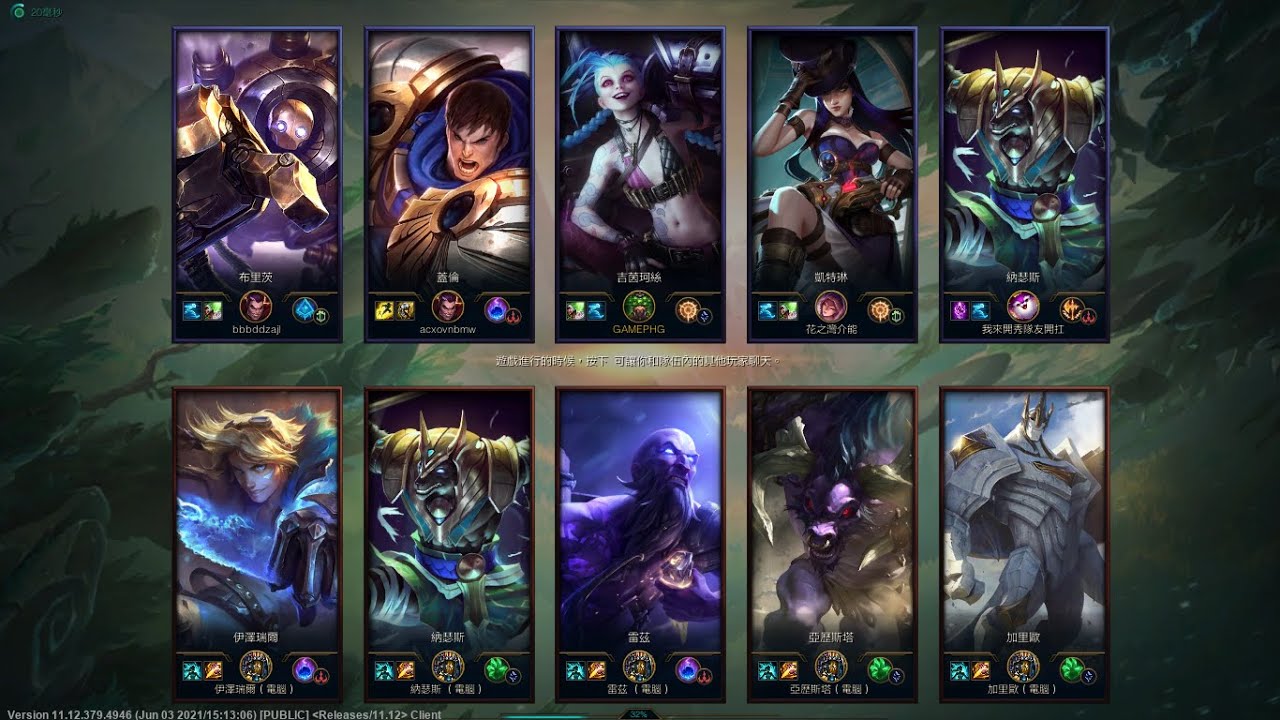 20毫秒
布里茨
蓋倫
吉茵珂絲
凱特琳
納瑟斯
bbbddzajl
acxovnbmw
GAMEPHG
花之灣介能
我來開秀隊友開扛
遊戲進行的時候，按下 可讓你和隊伍內的其他玩家聊天。
伊澤瑞爾
納瑟斯
雷茲
亞歷斯塔
加里歐
伊澤瑞爾 ( 電腦 )
納瑟斯 ( 電腦 )
雷茲 ( 電腦 )
亞歷斯塔 ( 電腦 )
加里歐 ( 電腦 )
32%
Version 11.12.379.4946 (Jun 03 2021/15:13:06) [PUBLIC] <Releases/11.12> Client